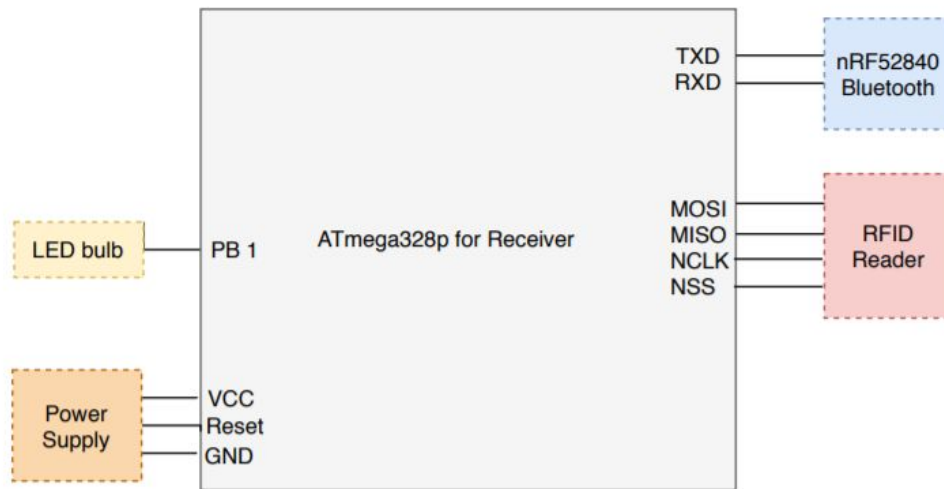 TXD
RXD
nRF52840
Bluetooth
MOSI
MISO
NCLK
NSS
RFID
Reader
LED bulb
PB 1
ATmega328p for Receiver
Power
Supply
VCC
Reset
GND